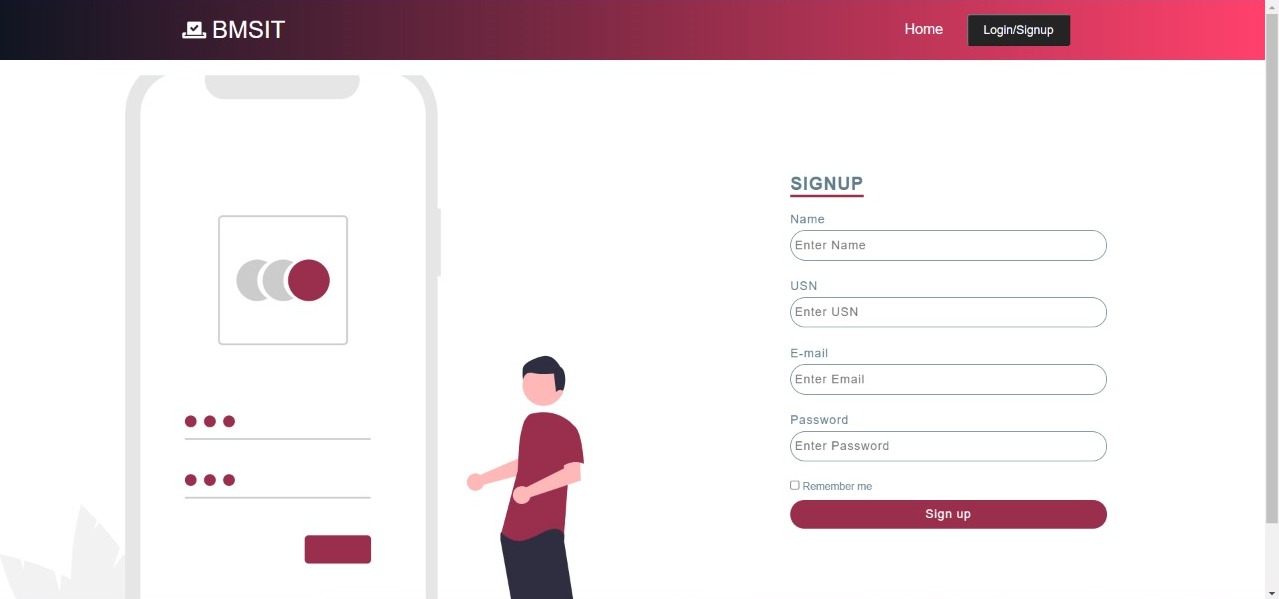 BMSIT
Home
Login/Signup
SIGNUP
Name
Enter Name
USN
Enter USN
E-mail
Enter Email
Password
Enter Password
Remember me
Sign up